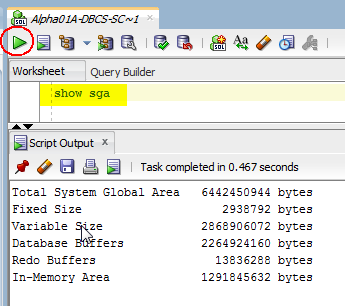 Alpha01A-DBCS-SC~1
Worksheet
Query Builder
show sga
Script Output
Task completed in 0.467 seconds
Total System Global Area 6442450944 bytes
Fixed Size 2938792 bytes
Variable Size 2868906072 bytes
Database Buffers 2264924160 bytes
Redo Buffers 13836288 bytes
In-Memory Area 1291845632 bytes